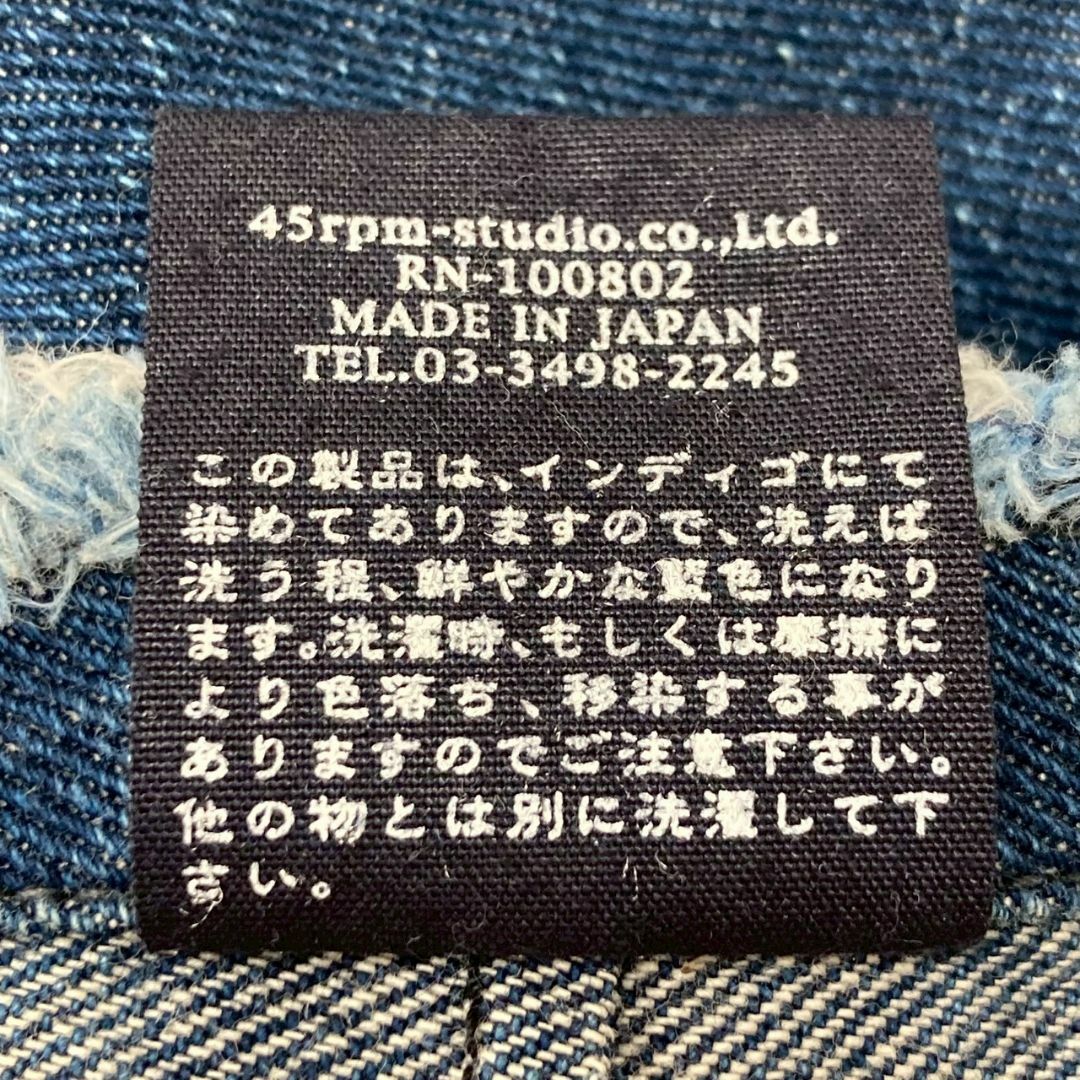 45rpm-studio.co.,Ltd.
RN-100802
MADE IN JAPAN
TEL.03-3498-2245
この製品は、インディゴにて
染めてありますので、洗えば
洗う程、鮮やかな藍色になり
ます。洗濯時、もしくは摩擦に
より色落ち、移染する事が
ありますのでご注意下さい。
他の物とは別に洗濯して下
さい。